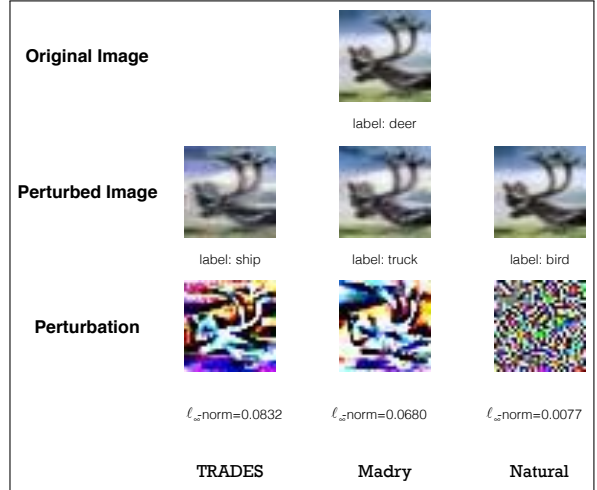 Original Image
label: deer
Perturbed Image
label: ship label: truck label: bird
Perturbation
ℓ∞-norm=0.0832 ℓ∞-norm=0.0680 ℓ∞-norm=0.0077
TRADES Madry Natural